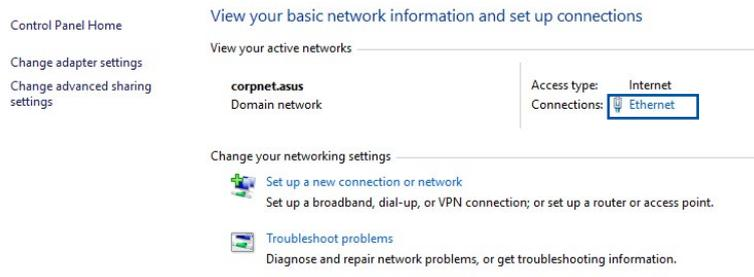 View your basic network information and set up connections
Control Panel Home
Change adapter settings
Change advanced sharing
settings
View your active networks
corpnet.asus
Domain network
Access type: Internet
Connections: Ethernet
Change your networking settings
Set up a new connection or network
Set up a broadband, dial-up, or VPN connection; or set up a router or access point.
Troubleshoot problems
Diagnose and repair network problems, or get troubleshooting information.